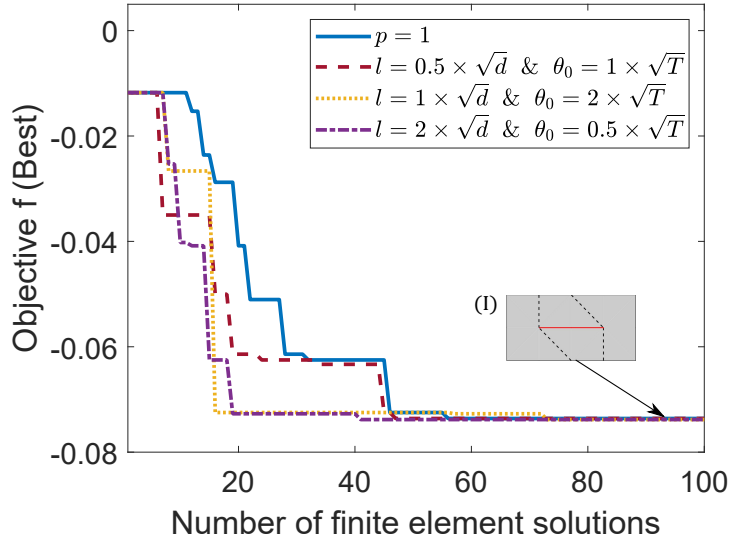 0
-0.02
-0.04
-0.06
-0.08
Objective f (Best)
p = 1
l = 0.5 × √d & θ₀ = 1 × √T
l = 1 × √d & θ₀ = 2 × √T
l = 2 × √d & θ₀ = 0.5 × √T
(I)
20 40 60 80 100
Number of finite element solutions